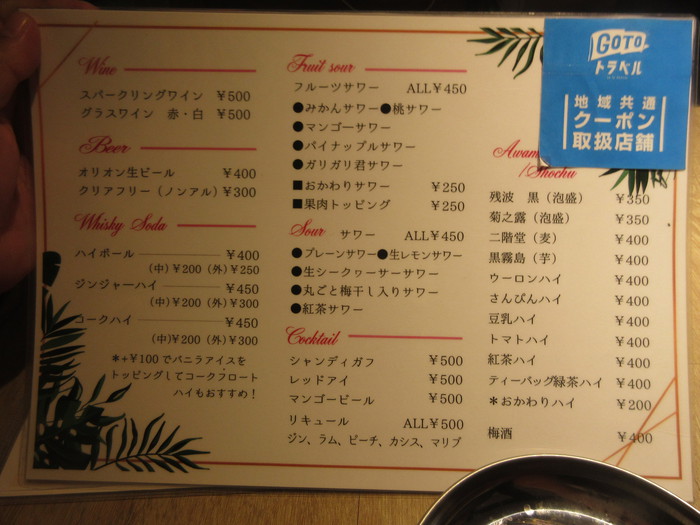 Wine
スパークリングワイン ¥500
グラスワイン 赤・白 ¥500
Beer
オリオン生ビール ¥400
クリアフリー（ノンアル）¥300
Whisky Soda
ハイボール ¥400
（中）¥200（外）¥250
ジンジャーハイ ¥450
（中）¥200（外）¥300
コークハイ ¥450
（中）¥200（外）¥300
＊+¥100でバニラアイスを
トッピングしてコークフロート
ハイもおすすめ！
Fruit sour
フルーツサワー ALL¥450
●みかんサワー●桃サワー
●マンゴーサワー
●パイナップルサワー
●ガリガリ君サワー
■おかわりサワー ¥250
■果肉トッピング ¥250
Sour サワー ALL¥450
●プレーンサワー●生レモンサワー
●生シークヮーサーサワー
●丸ごと梅干し入りサワー
●紅茶サワー
Cocktail
シャンディガフ ¥500
レッドアイ ¥500
マンゴービール ¥500
リキュール ALL¥500
ジン、ラム、ピーチ、カシス、マリブ
GOTO
トラベル
地域共通
クーポン
取扱店舗
/Shochu
残波 黒（泡盛） ¥350
菊之露（泡盛） ¥350
二階堂（麦） ¥400
黒霧島（芋） ¥400
ウーロンハイ ¥400
さんぴんハイ ¥400
豆乳ハイ ¥400
トマトハイ ¥400
紅茶ハイ ¥400
ティーバッグ緑茶ハイ ¥400
＊おかわりハイ ¥200
梅酒 ¥400